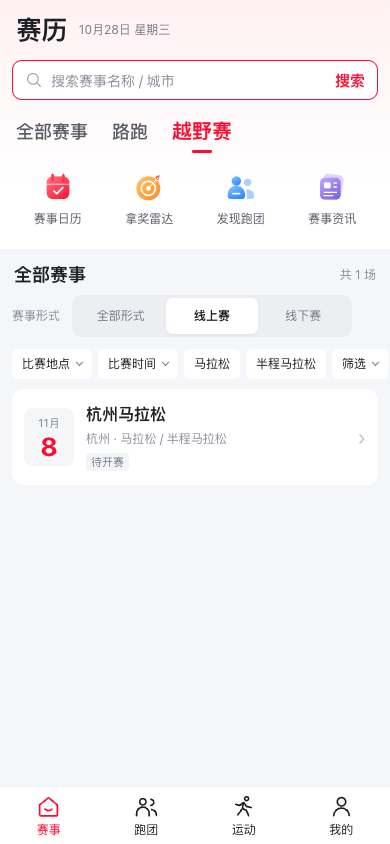 赛历 10月28日 星期三
搜索赛事名称 / 城市 搜索
全部赛事 路跑 越野赛
赛事日历 拿奖雷达 发现跑团 赛事资讯
全部赛事 共 1 场
赛事形式 全部形式 线上赛 线下赛
比赛地点 比赛时间 马拉松 半程马拉松 筛选
11月
8
杭州马拉松
杭州 · 马拉松 / 半程马拉松
待开赛
赛事 跑团 运动 我的